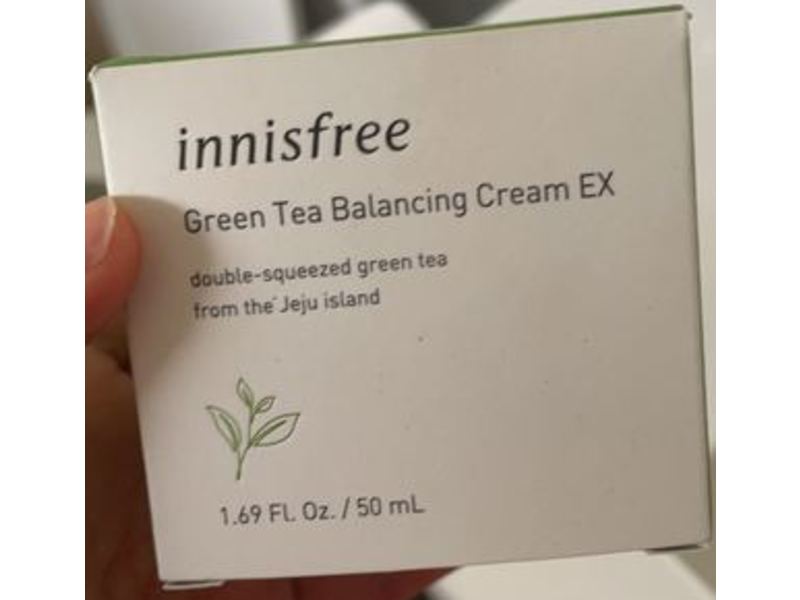 innisfree
Green Tea Balancing Cream EX
double-squeezed green tea
from the Jeju island
1.69 FL. Oz. / 50 mL